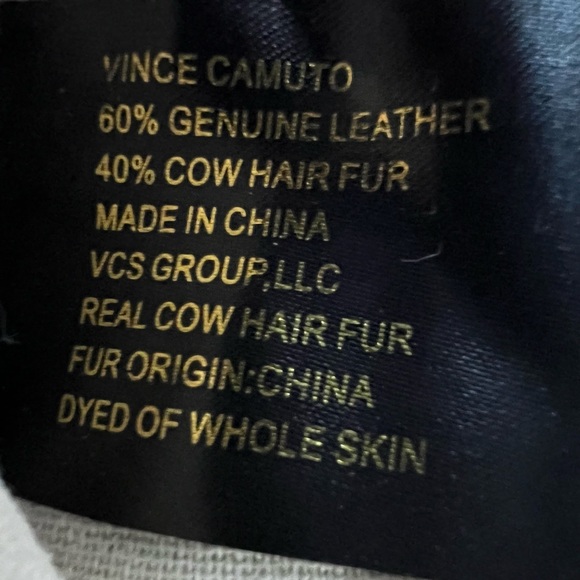 VINCE CAMUTO
60% GENUINE LEATHER
40% COW HAIR FUR
MADE IN CHINA
VCS GROUP,LLC
REAL COW HAIR FUR
FUR ORIGIN:CHINA
DYED OF WHOLE SKIN